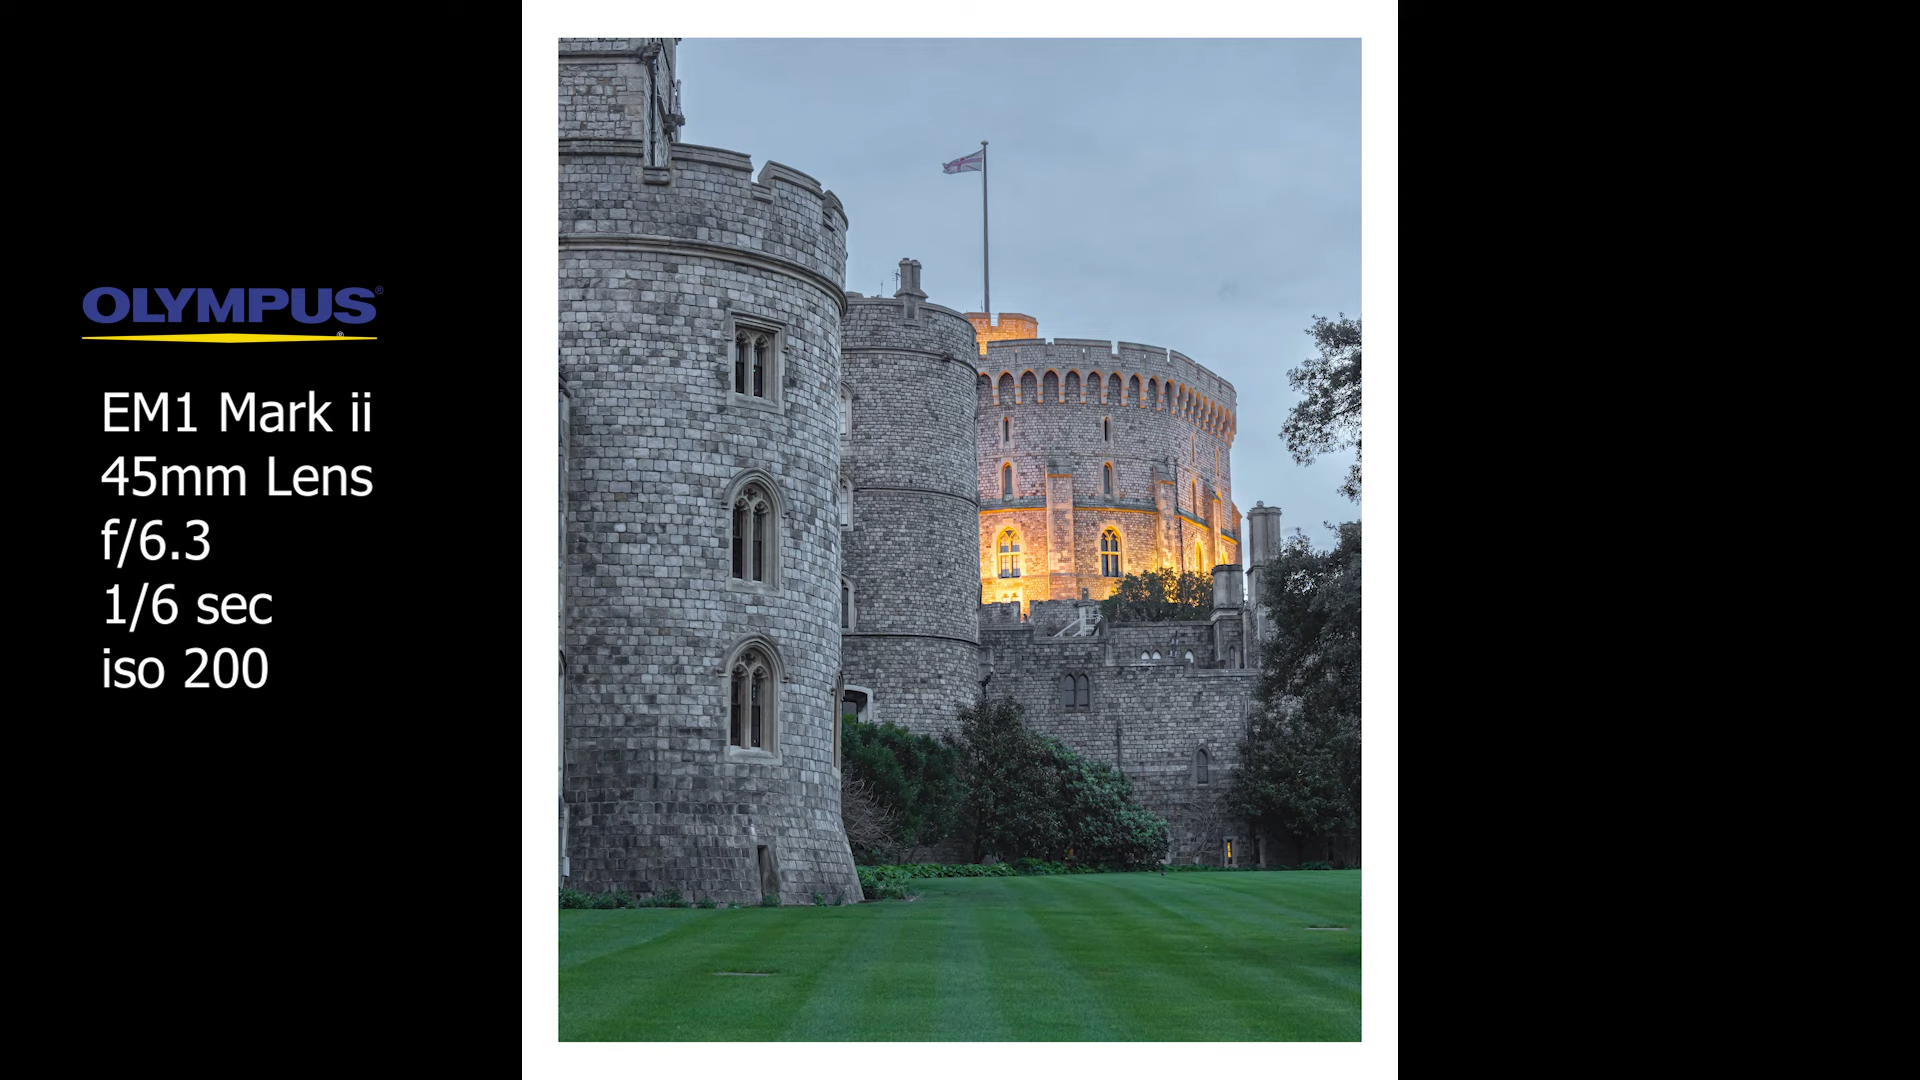 OLYMPUS®
®
EM1 Mark ii
45mm Lens
f/6.3
1/6 sec
iso 200